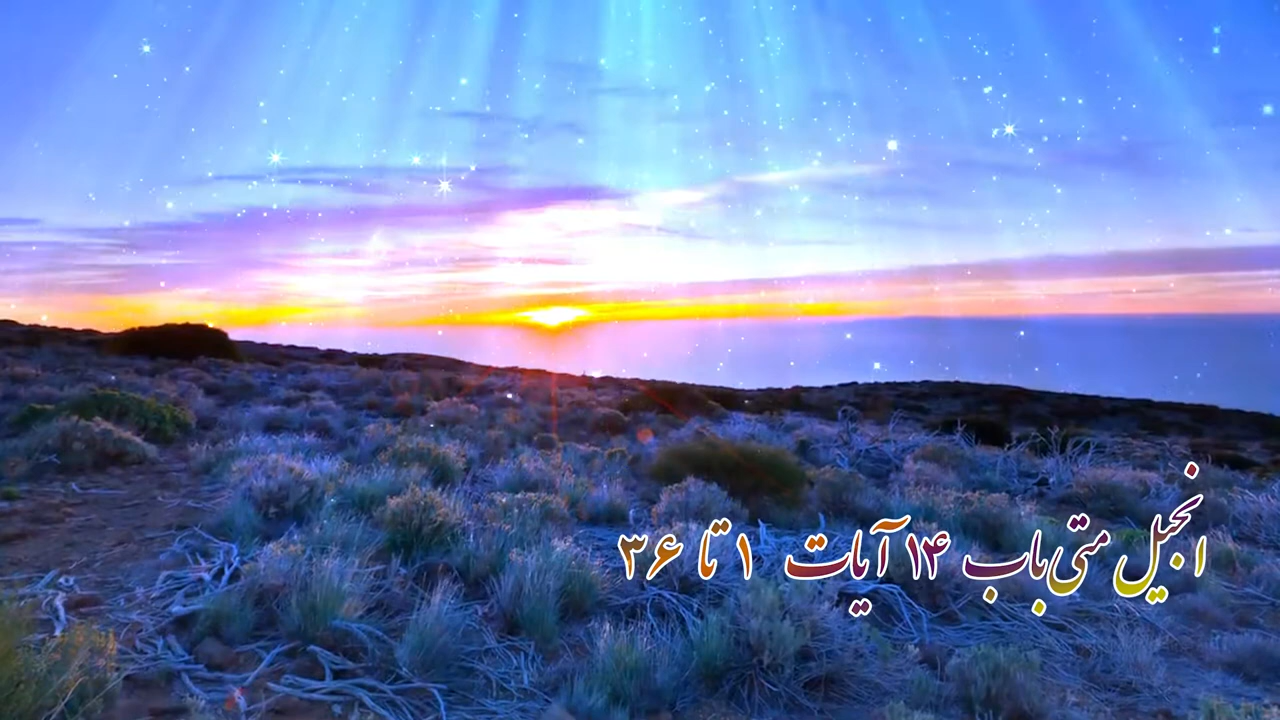 انجیل متی باب ۱۴ آیات ۱ تا ۳۶